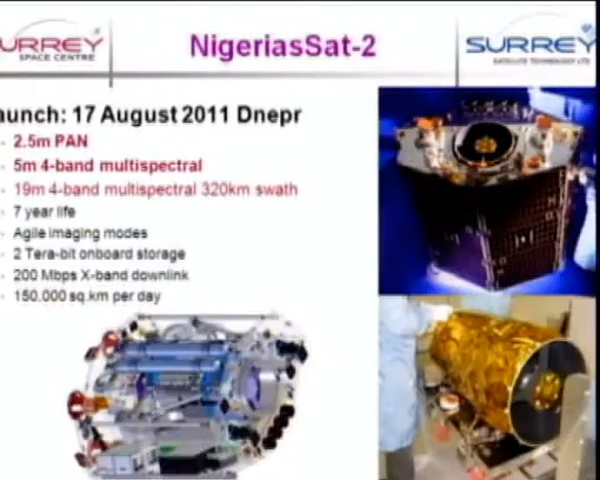 URREY
SPACE CENTRE
NigeriasSat-2
SURREY
SATELLITE TECHNOLOGY LTD
aunch: 17 August 2011 Dnepr
2.5m PAN
5m 4-band multispectral
19m 4-band multispectral 320km swath
7 year life
Agile imaging modes
2 Tera-bit onboard storage
200 Mbps X-band downlink
150,000 sq.km per day